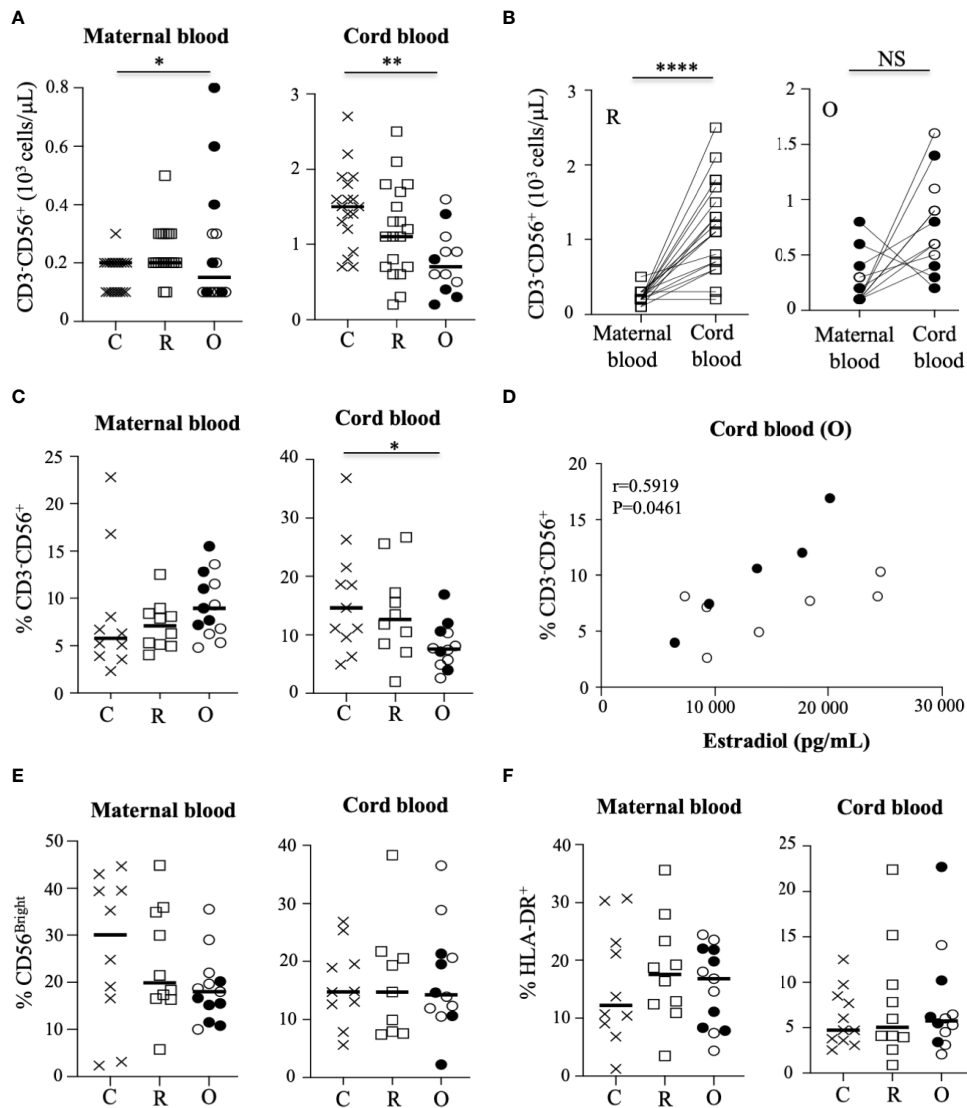 A
Maternal blood
Cord blood
*
**
CD3-CD56+ (10³ cells/μL)
0.8
0.6
0.4
0.2
0
3
2
1
0
C R O
C R O
B
****
NS
R
O
CD3-CD56+ (10³ cells/μL)
3
2
1
0
2
1.5
1
0.5
0
Maternal blood
Cord blood
Maternal blood
Cord blood
C
Maternal blood
Cord blood
*
% CD3-CD56+
25
20
15
10
5
0
40
30
20
10
0
C R O
C R O
D
Cord blood (O)
r=0.5919
P=0.0461
% CD3-CD56+
20
15
10
5
0
0 10 000 20 000 30 000
Estradiol (pg/mL)
E
Maternal blood
Cord blood
% CD56Bright
50
40
30
20
10
0
40
30
20
10
0
C R O
C R O
F
Maternal blood
Cord blood
% HLA-DR+
40
30
20
10
0
25
20
15
10
5
0
C R O
C R O